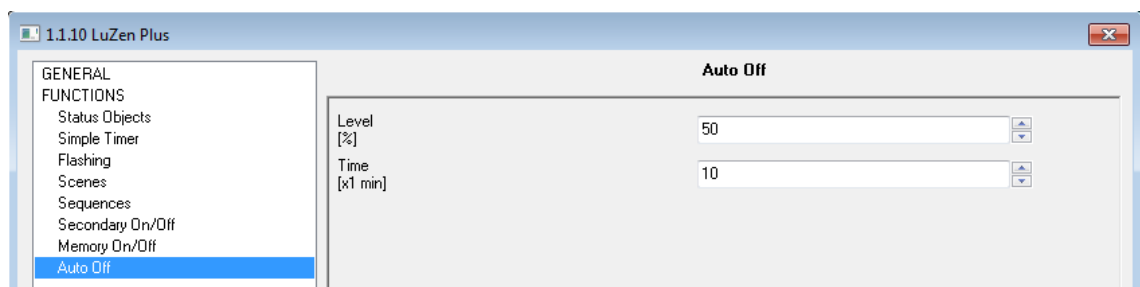 1.1.10 LuZen Plus
GENERAL
FUNCTIONS
Status Objects
Simple Timer
Flashing
Scenes
Sequences
Secondary On/Off
Memory On/Off
Auto Off
Auto Off
Level
[%]
50
Time
[x1 min]
10